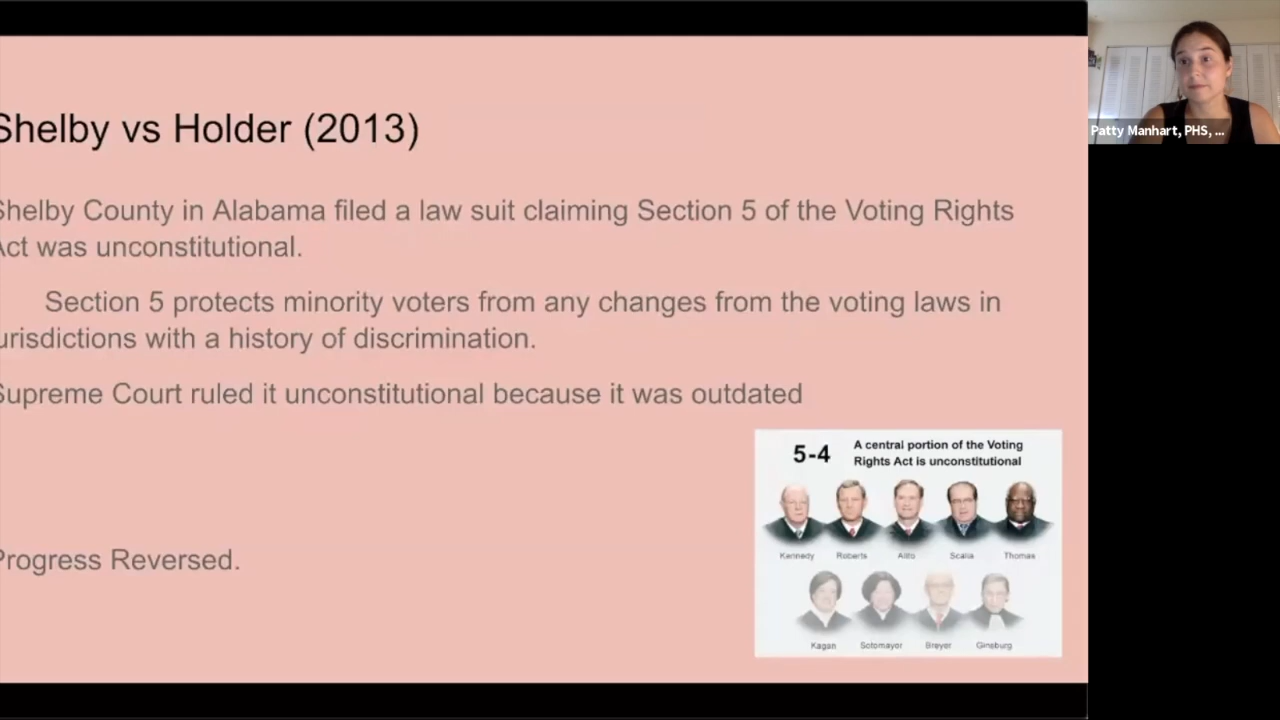 Shelby vs Holder (2013)
Shelby County in Alabama filed a law suit claiming Section 5 of the Voting Rights
Act was unconstitutional.
Section 5 protects minority voters from any changes from the voting laws in
jurisdictions with a history of discrimination.
Supreme Court ruled it unconstitutional because it was outdated
5-4 A central portion of the Voting
Rights Act is unconstitutional
Kennedy Roberts Alito Scalia Thomas
Progress Reversed.
Kagan Sotomayor Breyer Ginsburg
Patty Manhart, PHS, ...